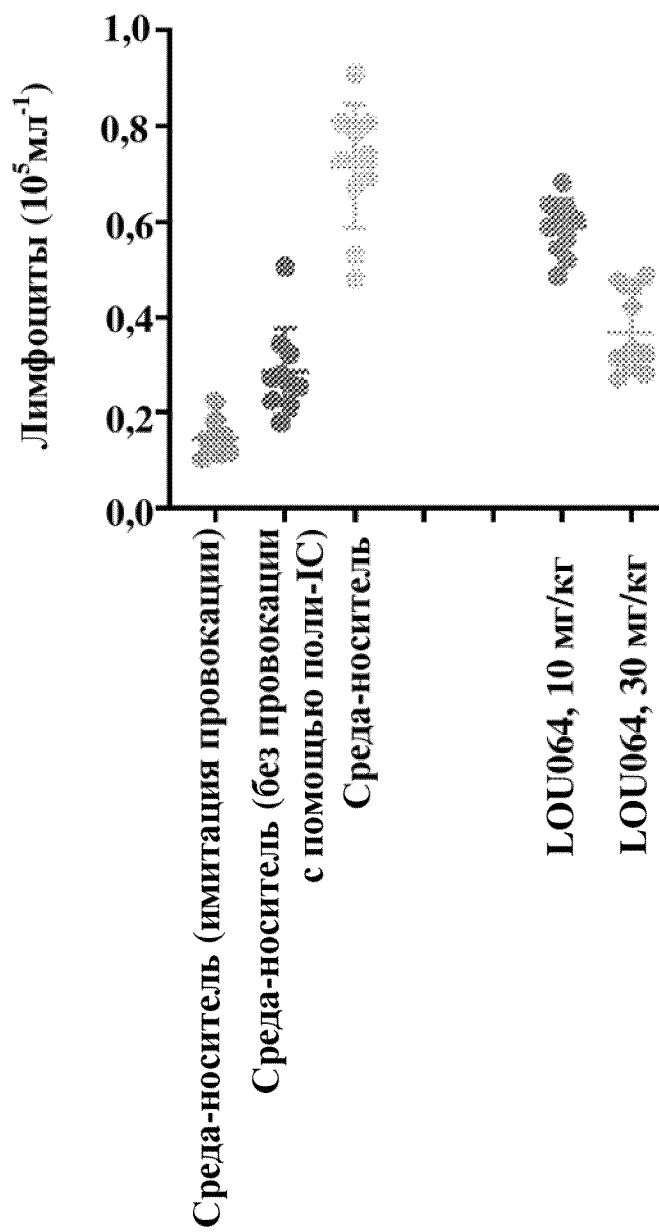 Лимфоциты (10⁵мл⁻¹)
1,0
0,8
0,6
0,4
0,2
0,0
Среда-носитель (имитация провокации)
Среда-носитель (без провокации
с помощью поли-IC)
Среда-носитель
LOU064, 10 мг/кг
LOU064, 30 мг/кг